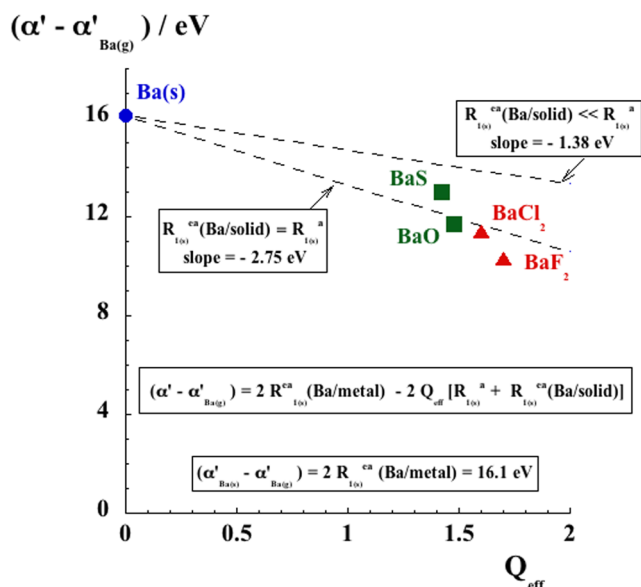 (α' - α'Ba(g) ) / eV
Ba(s)
16
R1(s)ea(Ba/solid) << R1(s)a
slope = - 1.38 eV
BaS
12
BaCl2
R1(s)ea(Ba/solid) = R1(s)a
slope = - 2.75 eV
BaO
BaF2
8
(α' - α'Ba(g) ) = 2 Rea1(s)(Ba/metal) - 2 Qeff [R1(s)a + R1(s)ea(Ba/solid)]
4
(α'Ba(s) - α'Ba(g) ) = 2 R1(s)ea (Ba/metal) = 16.1 eV
0
0 0.5 1 1.5 2
Qeff